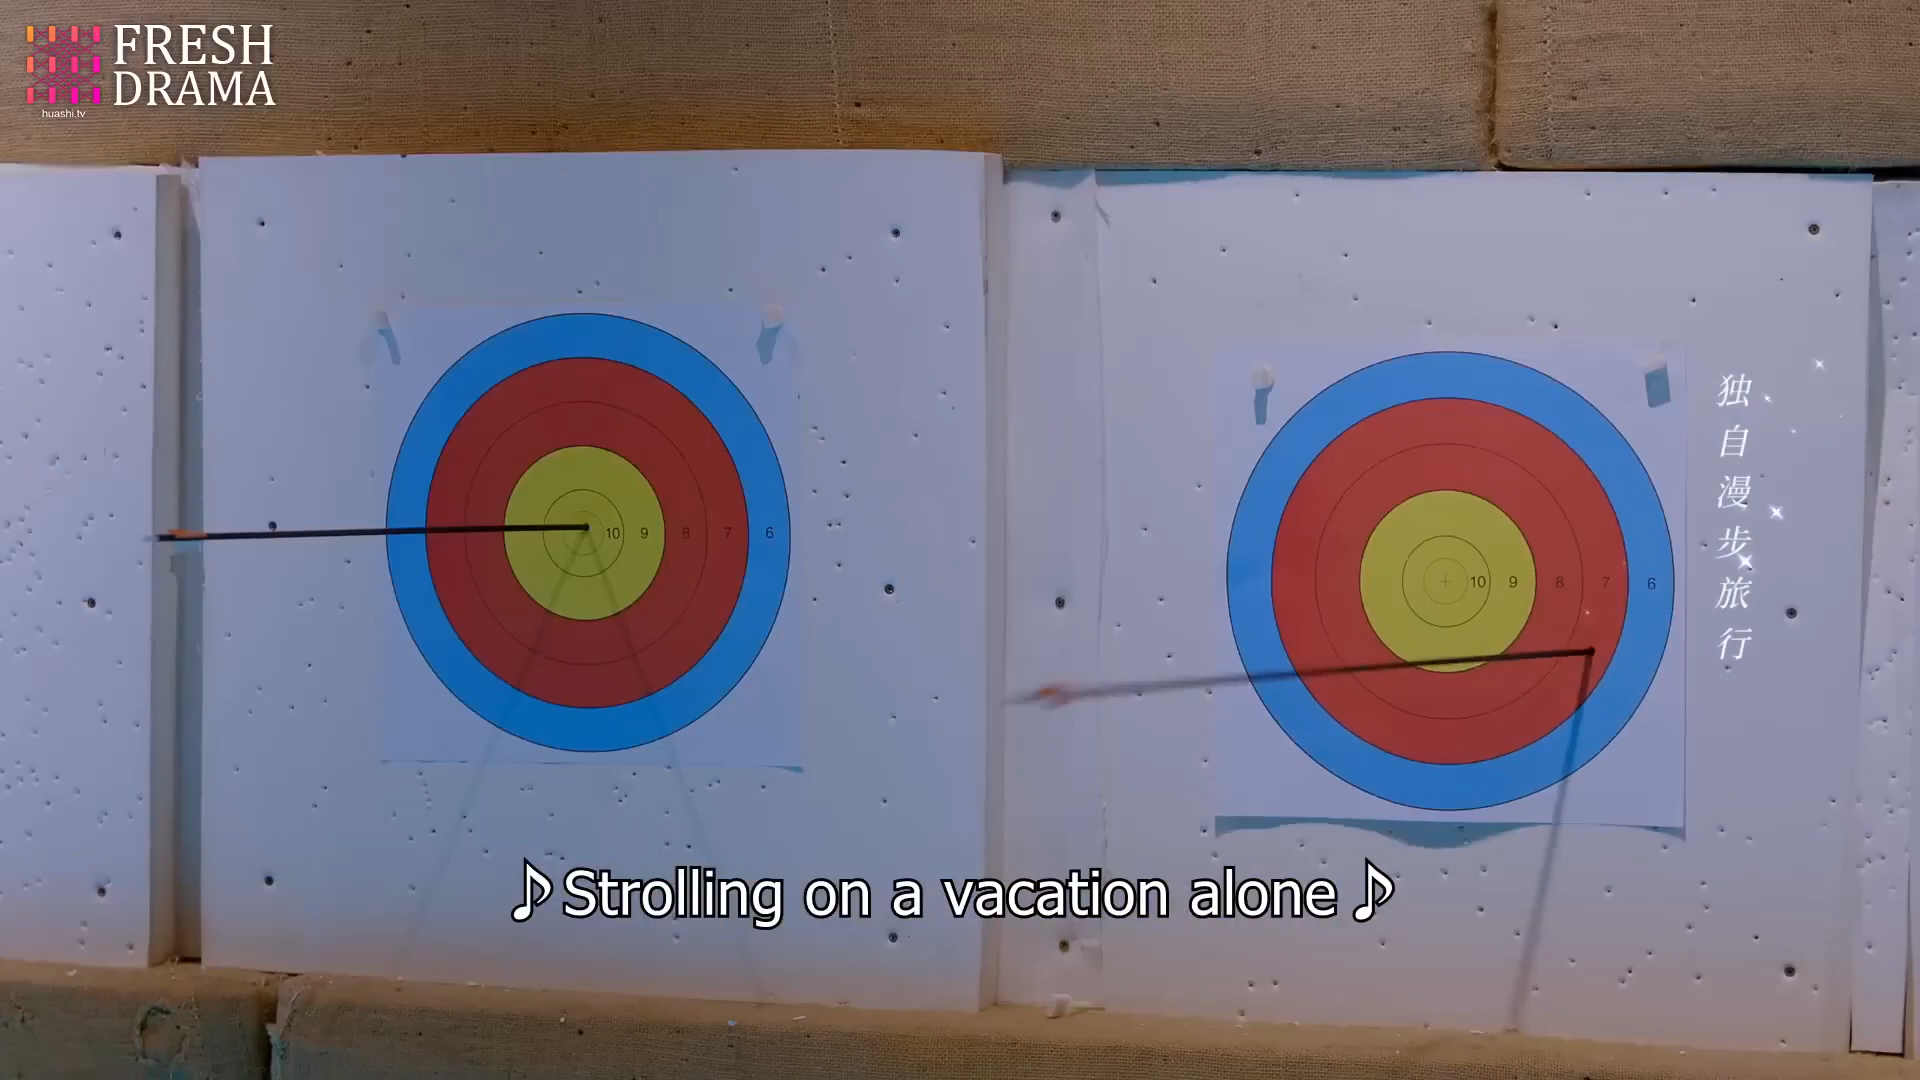 FRESH
DRAMA
huashi.tv
10 9 8 7 6
10 9 8 7 6
独自漫步旅行
♪Strolling on a vacation alone♪